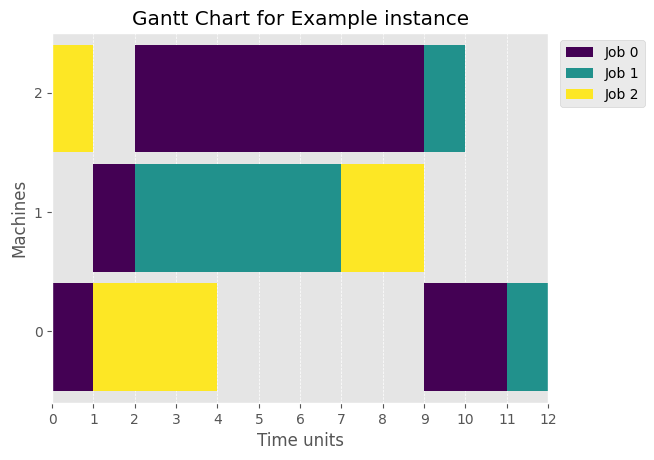 Gantt Chart for Example instance
Job 0
Job 1
Job 2
Machines
2
1
0
0 1 2 3 4 5 6 7 8 9 10 11 12
Time units